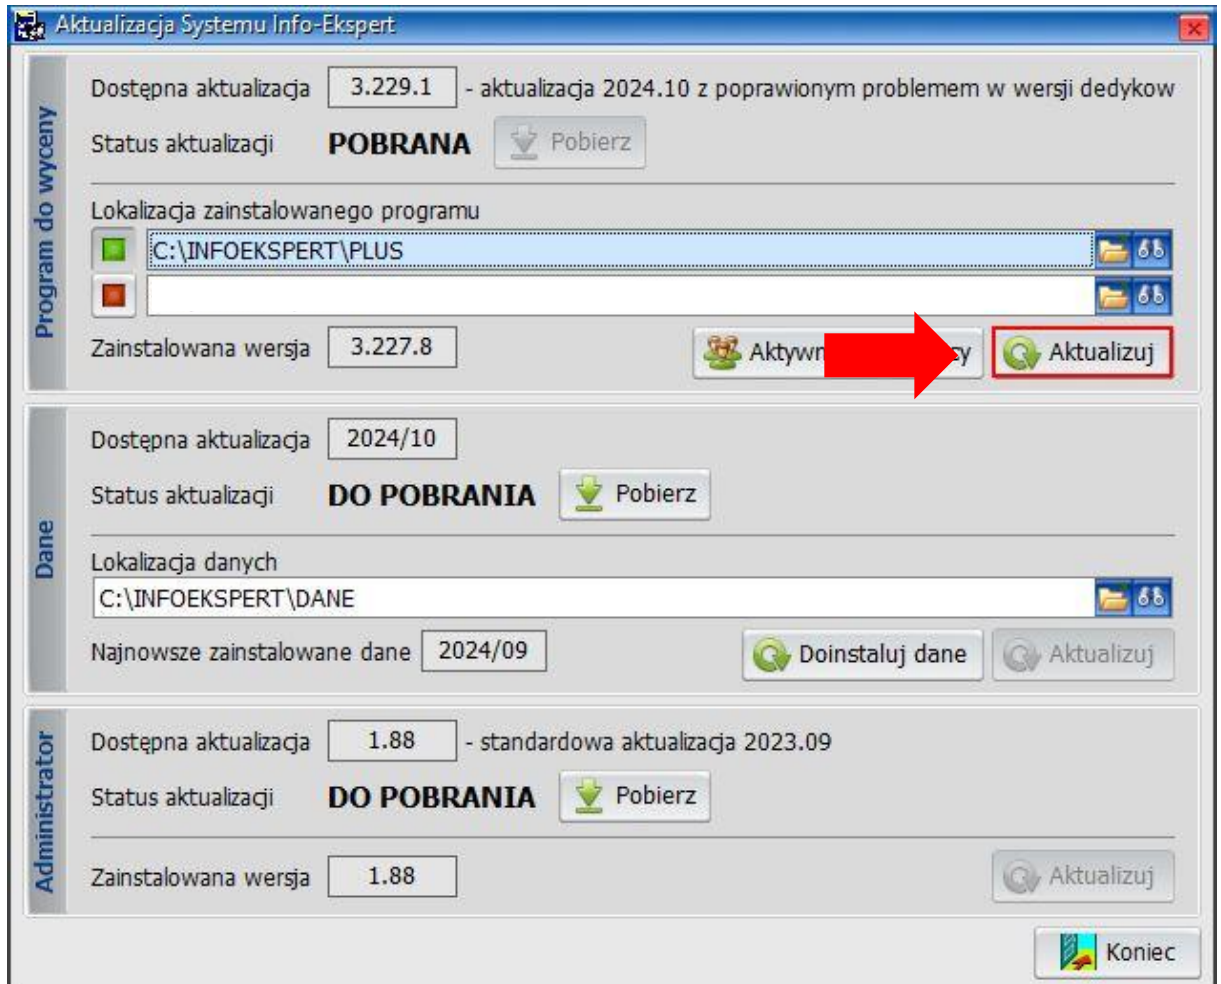 Aktualizacja Systemu Info-Ekspert
Program do wyceny
Dostępna aktualizacja 3.229.1 - aktualizacja 2024.10 z poprawionym problemem w wersji dedykow
Status aktualizacji POBRANA Pobierz
Lokalizacja zainstalowanego programu
C:\INFOEKSPERT\PLUS
Zainstalowana wersja 3.227.8 Aktualizuj
Dane
Dostępna aktualizacja 2024/10
Status aktualizacji DO POBRANIA Pobierz
Lokalizacja danych
C:\INFOEKSPERT\DANE
Najnowsze zainstalowane dane 2024/09 Doinstaluj dane Aktualizuj
Administrator
Dostępna aktualizacja 1.88 - standardowa aktualizacja 2023.09
Status aktualizacji DO POBRANIA Pobierz
Zainstalowana wersja 1.88 Aktualizuj
Koniec